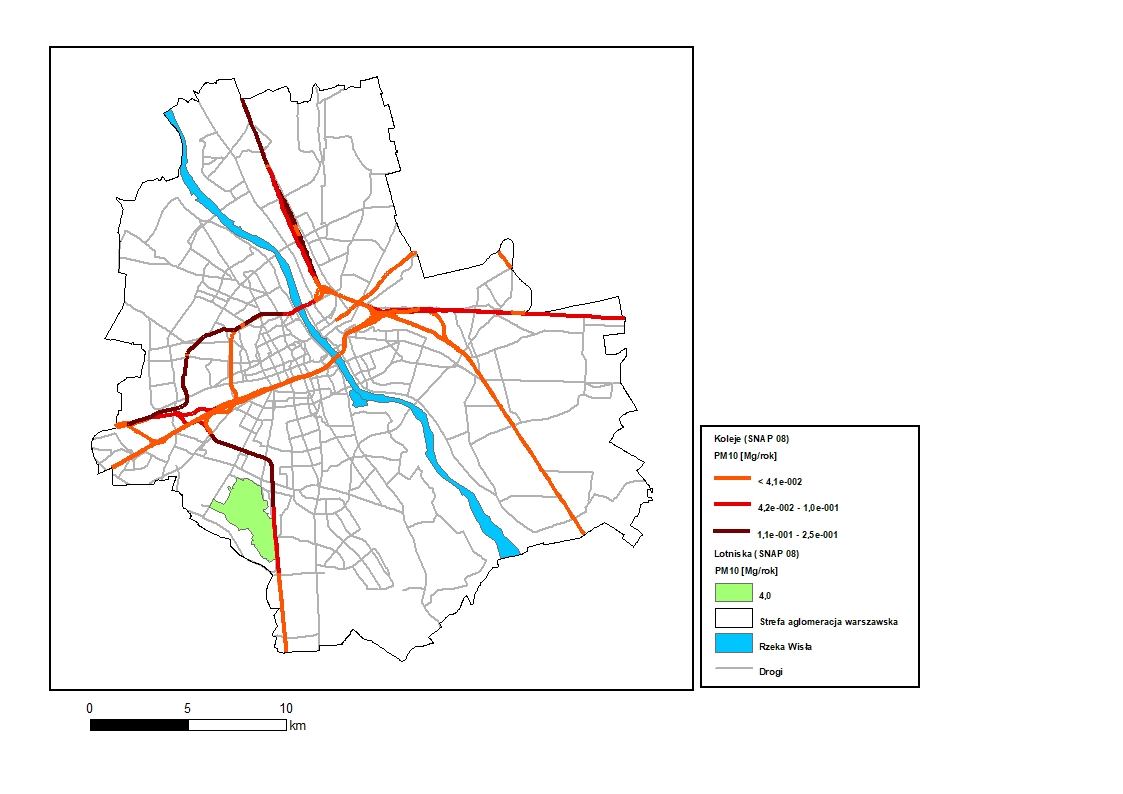 Koleje (SNAP 08)
PM10 [Mg/rok]
< 4,1e-002
4,2e-002 - 1,0e-001
1,1e-001 - 2,5e-001
Lotniska (SNAP 08)
PM10 [Mg/rok]
4,0
Strefa aglomeracja warszawska
Rzeka Wisła
Drogi
0 5 10
km